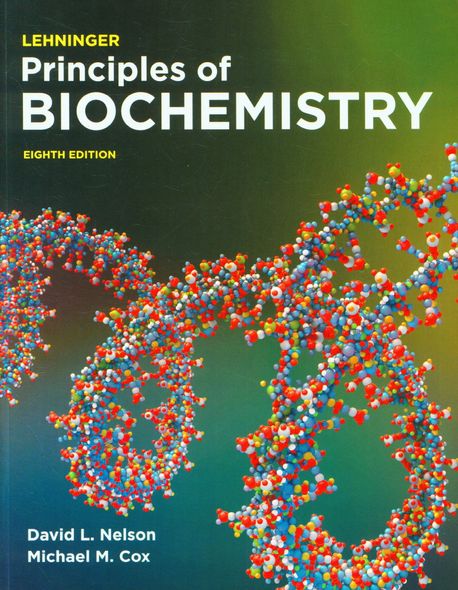 LEHNINGER
Principles of
BIOCHEMISTRY
EIGHTH EDITION
David L. Nelson
Michael M. Cox